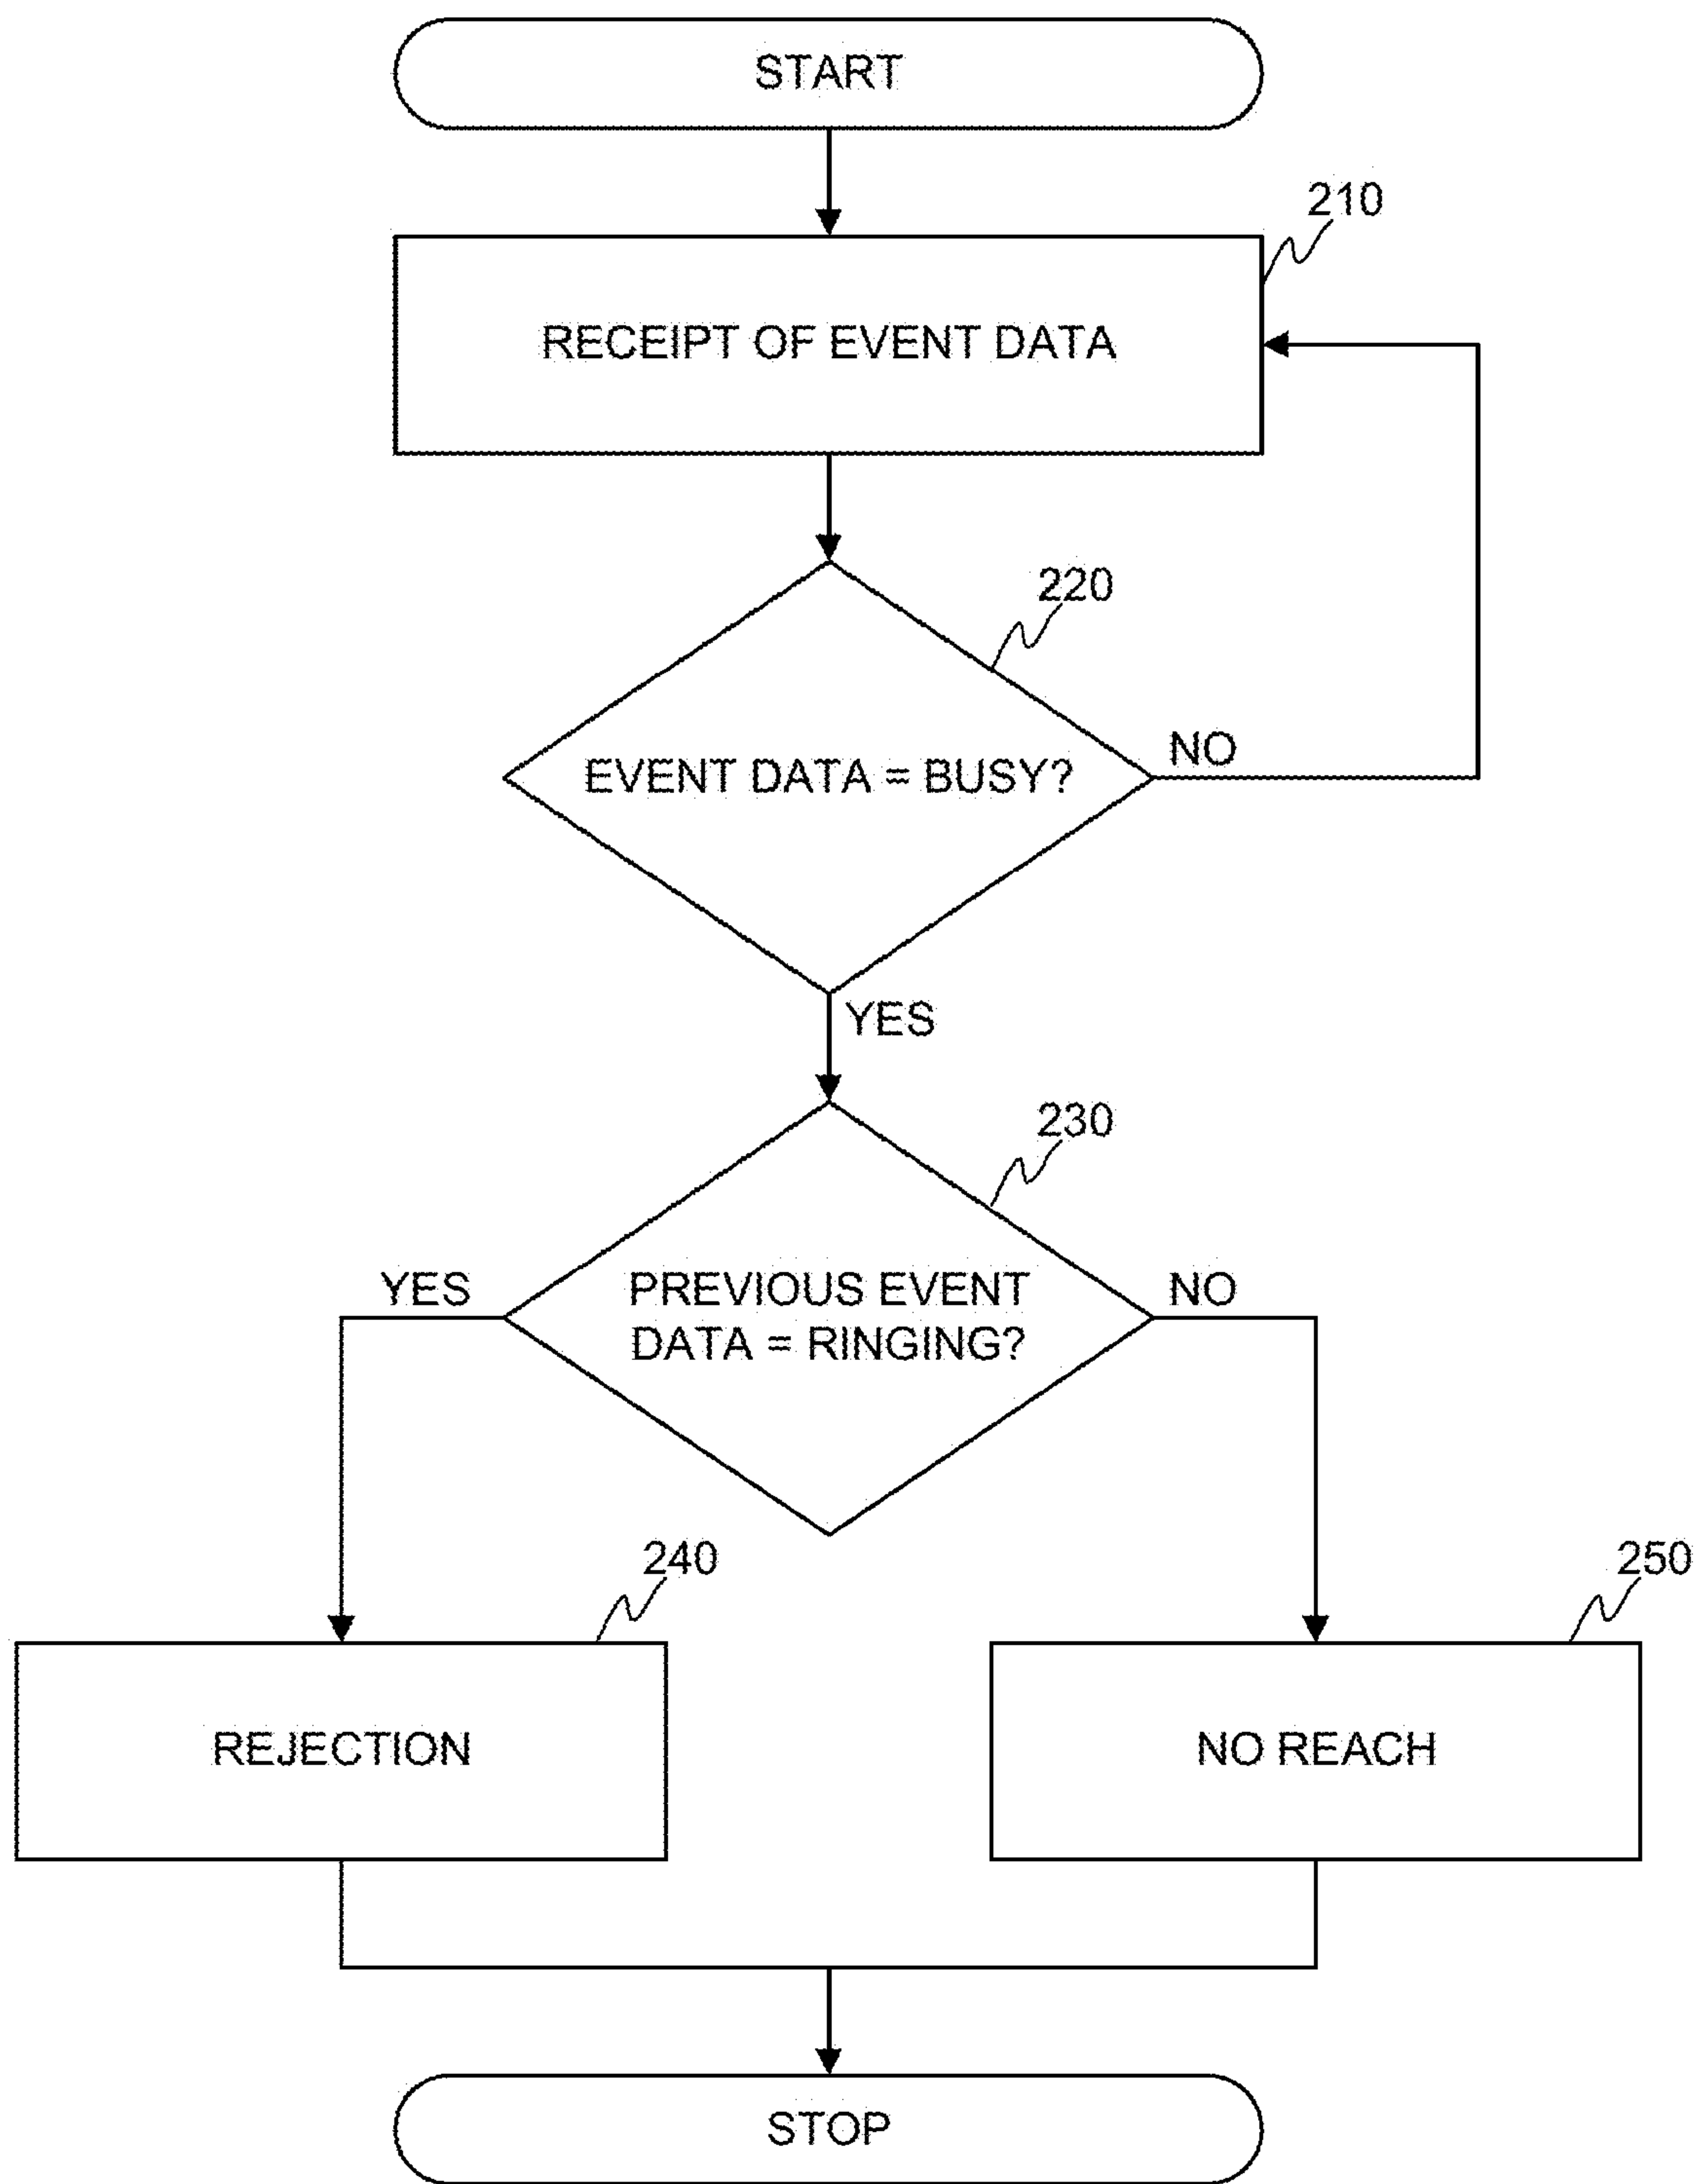 START
210
RECEIPT OF EVENT DATA
220
EVENT DATA = BUSY?
NO
YES
230
YES
PREVIOUS EVENT
DATA = RINGING?
NO
240
250
REJECTION
NO REACH
STOP